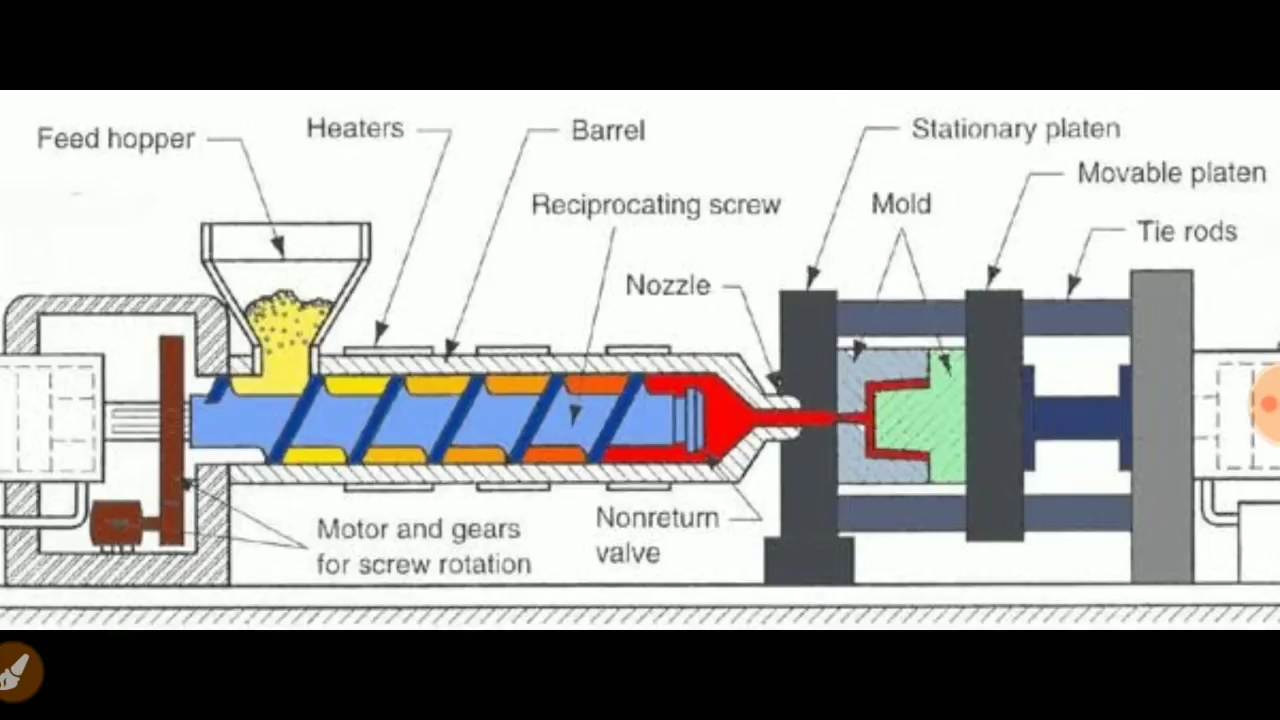 Feed hopper
Heaters
Barrel
Stationary platen
Movable platen
Reciprocating screw
Mold
Tie rods
Nozzle
Motor and gears
for screw rotation
Nonreturn
valve